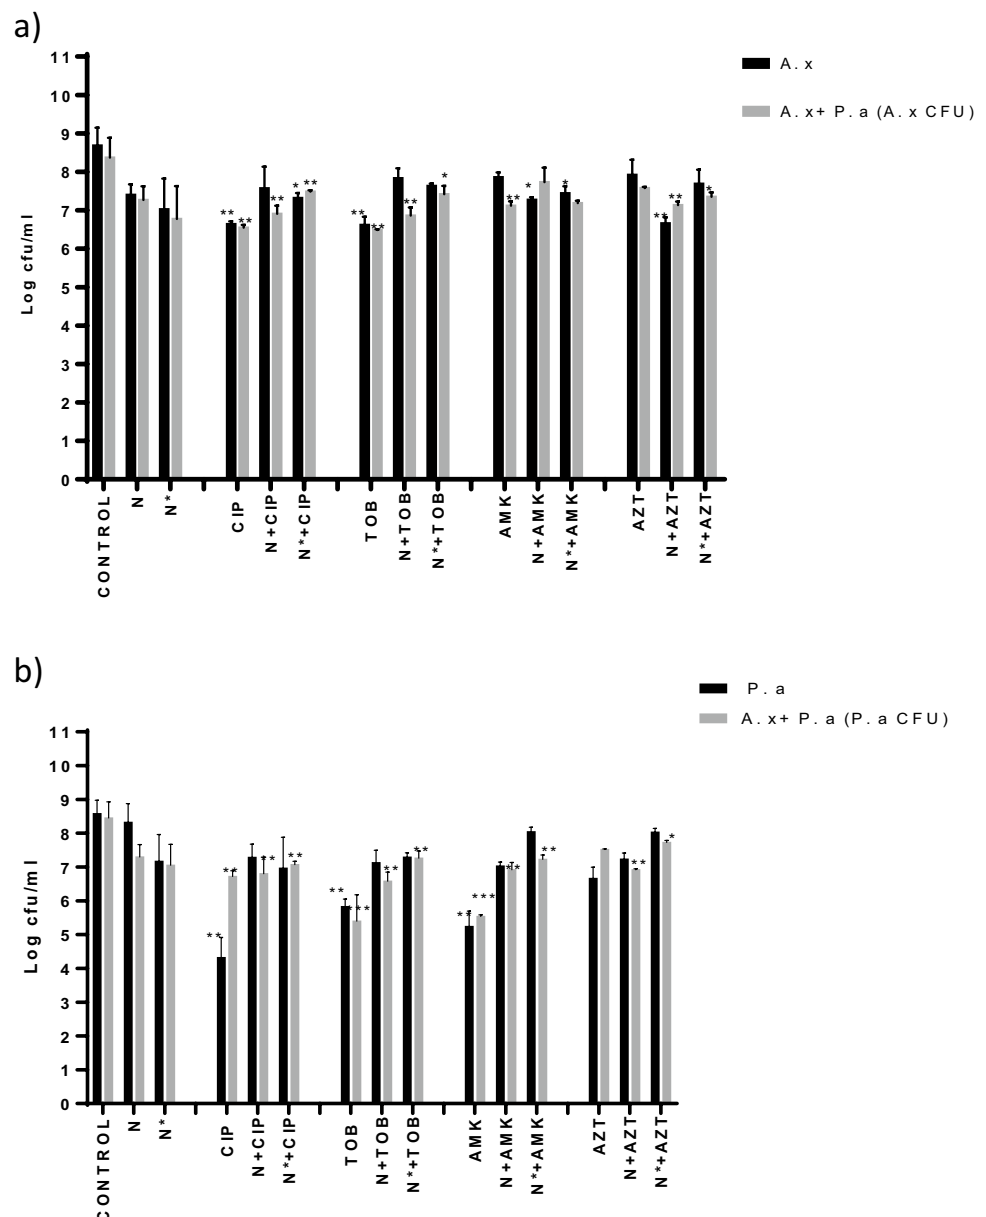 a)
11
10
9
8
7
6
5
4
3
2
1
0
Log cfu/ml
A.x
A.x+ P.a (A.x CFU)
** ** ** * ** ** ** ** * ** * * ** ** *
CONTROL N N* CIP N+CIP N*+CIP TOB N+TOB N*+TOB AMK N+AMK N*+AMK AZT N+AZT N*+AZT
b)
11
10
9
8
7
6
5
4
3
2
1
0
Log cfu/ml
P.a
A.x+ P.a (P.a CFU)
** ** ** ** ** *** ** ** ** *** ** ** ** *
CONTROL N N* CIP N+CIP N*+CIP TOB N+TOB N*+TOB AMK N+AMK N*+AMK AZT N+AZT N*+AZT